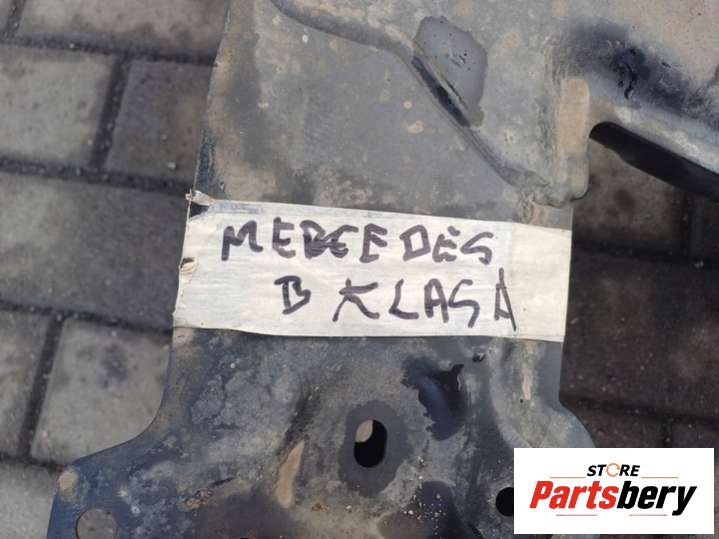 MERCEDES
B KLASA
STORE
Partsbery